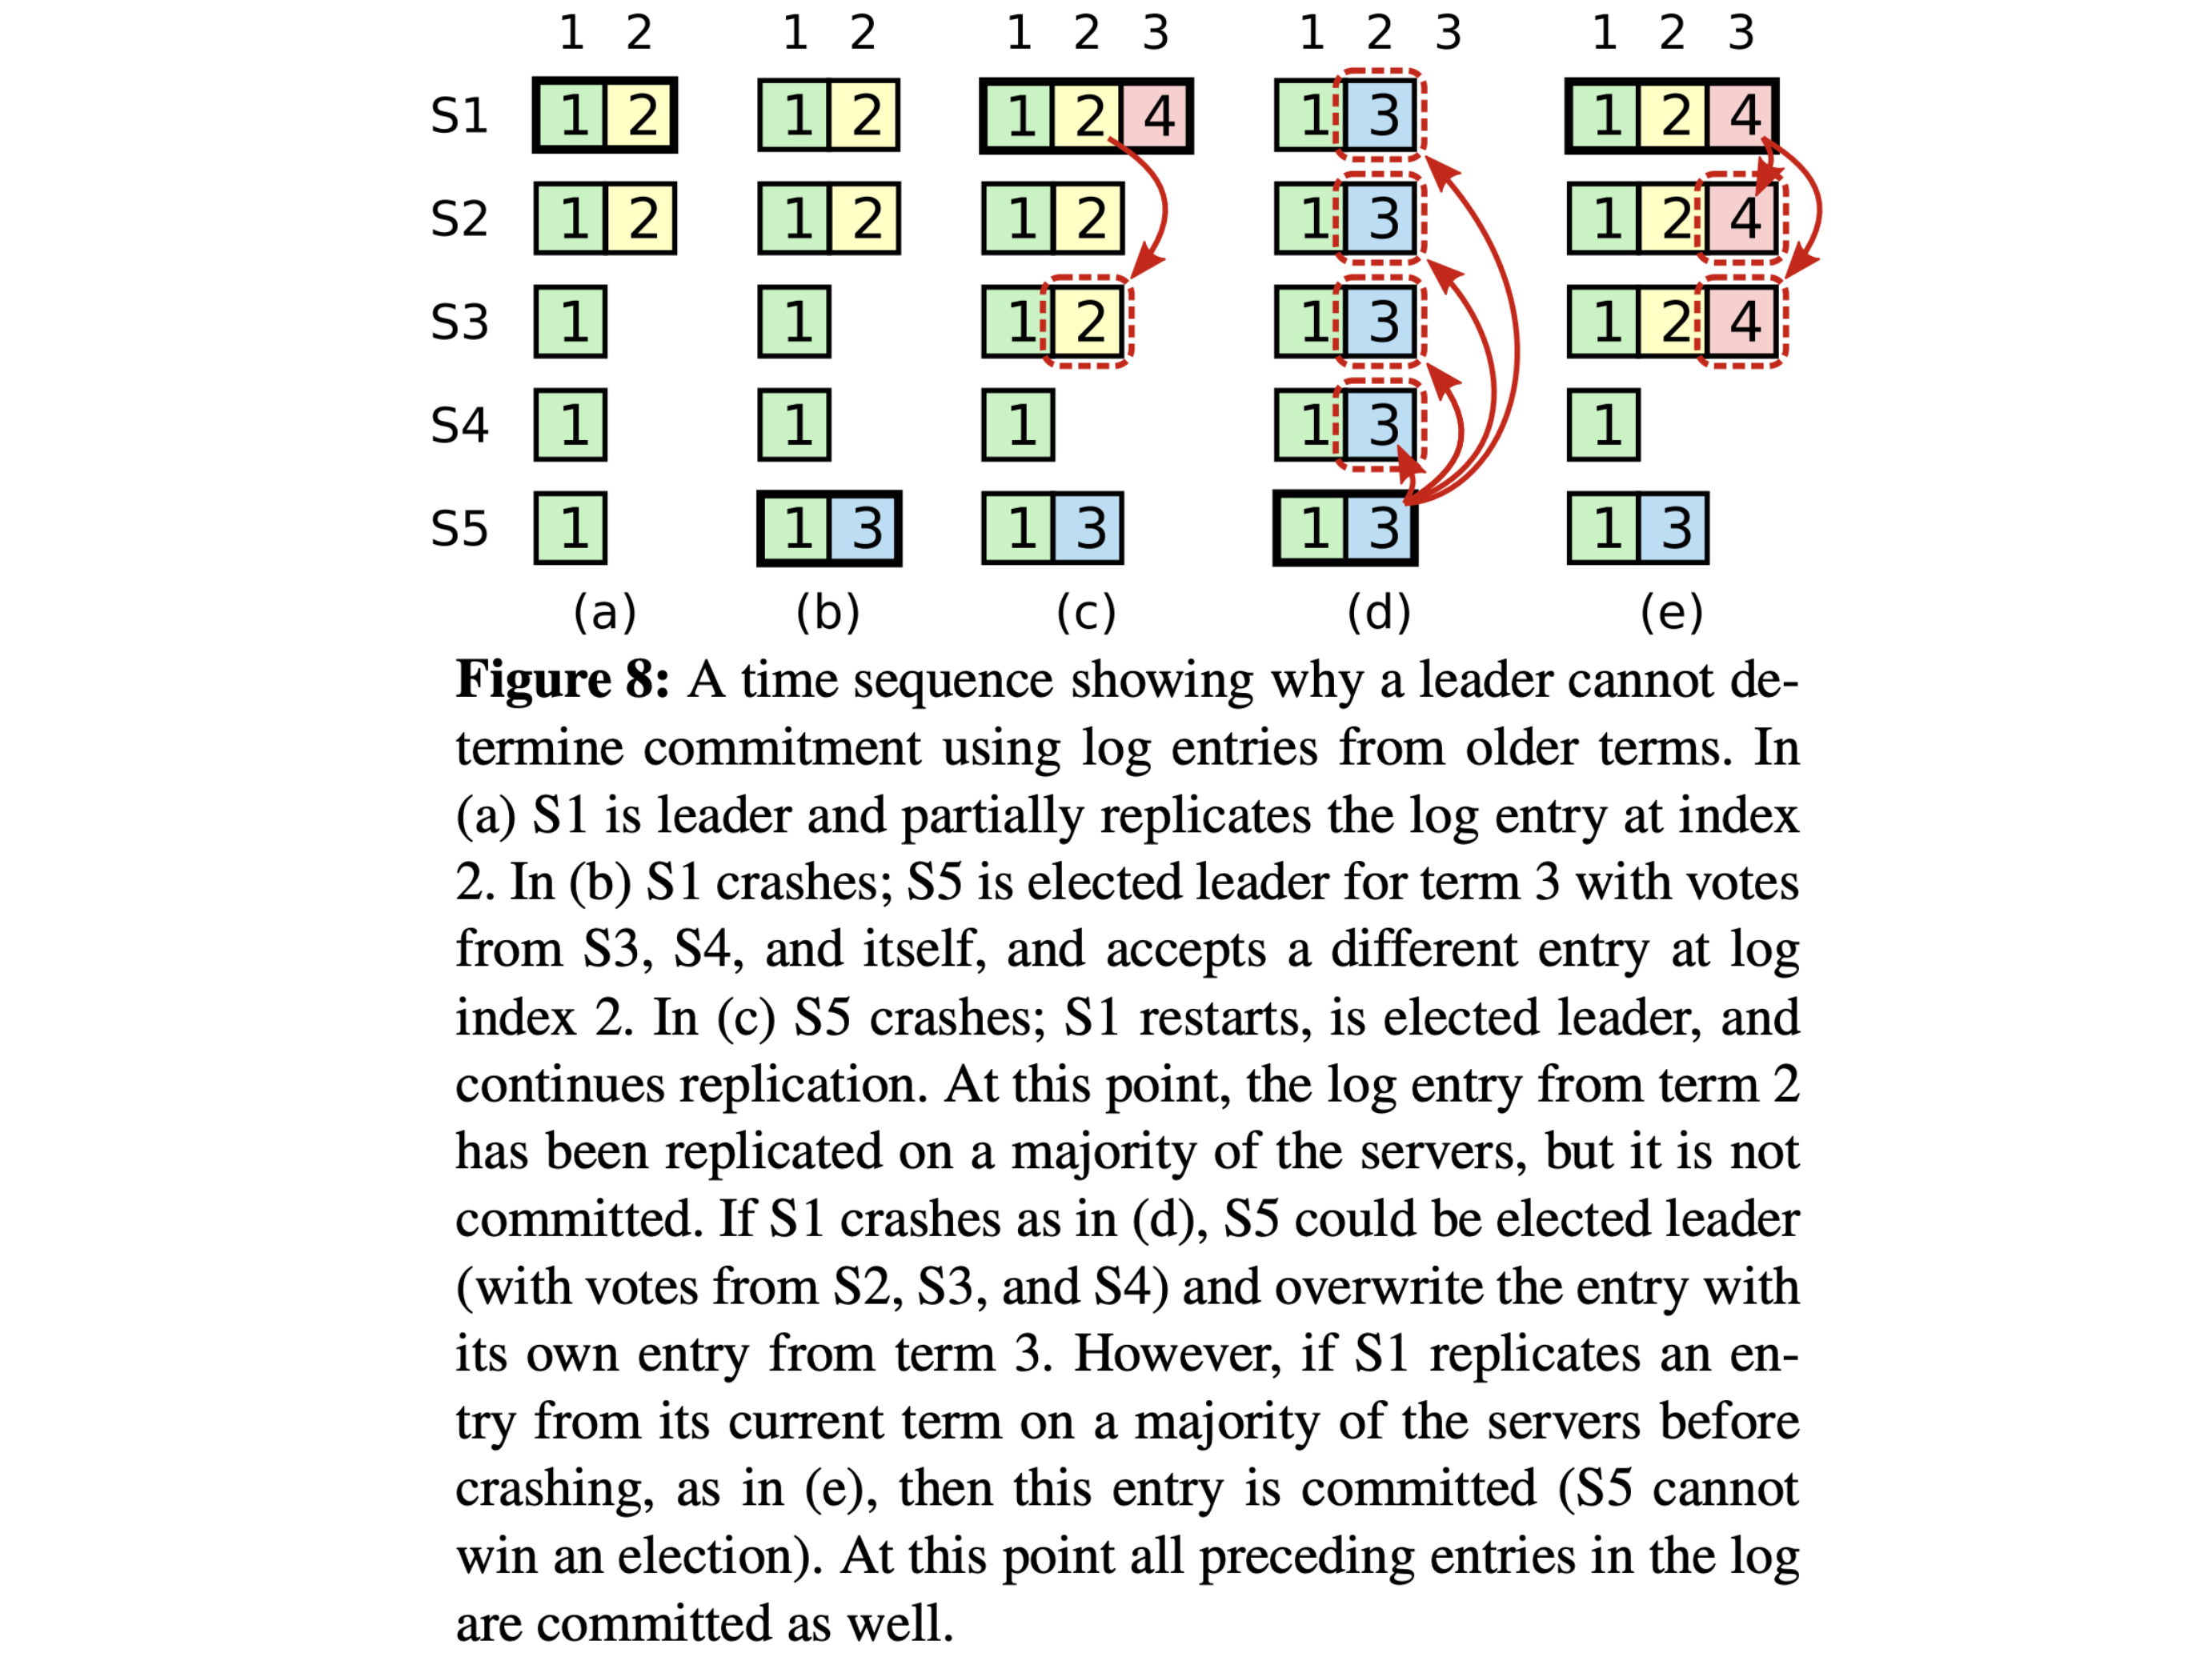 1 2 1 2 1 2 3 1 2 3 1 2 3
S1 1 2 1 2 1 2 4 1 3 1 2 4
S2 1 2 1 2 1 2 1 3 1 2 4
S3 1 1 1 2 1 3 1 2 4
S4 1 1 1 1 3 1
S5 1 1 3 1 3 1 3 1 3
(a) (b) (c) (d) (e)
Figure 8: A time sequence showing why a leader cannot de-
termine commitment using log entries from older terms. In
(a) S1 is leader and partially replicates the log entry at index
2. In (b) S1 crashes; S5 is elected leader for term 3 with votes
from S3, S4, and itself, and accepts a different entry at log
index 2. In (c) S5 crashes; S1 restarts, is elected leader, and
continues replication. At this point, the log entry from term 2
has been replicated on a majority of the servers, but it is not
committed. If S1 crashes as in (d), S5 could be elected leader
(with votes from S2, S3, and S4) and overwrite the entry with
its own entry from term 3. However, if S1 replicates an en-
try from its current term on a majority of the servers before
crashing, as in (e), then this entry is committed (S5 cannot
win an election). At this point all preceding entries in the log
are committed as well.